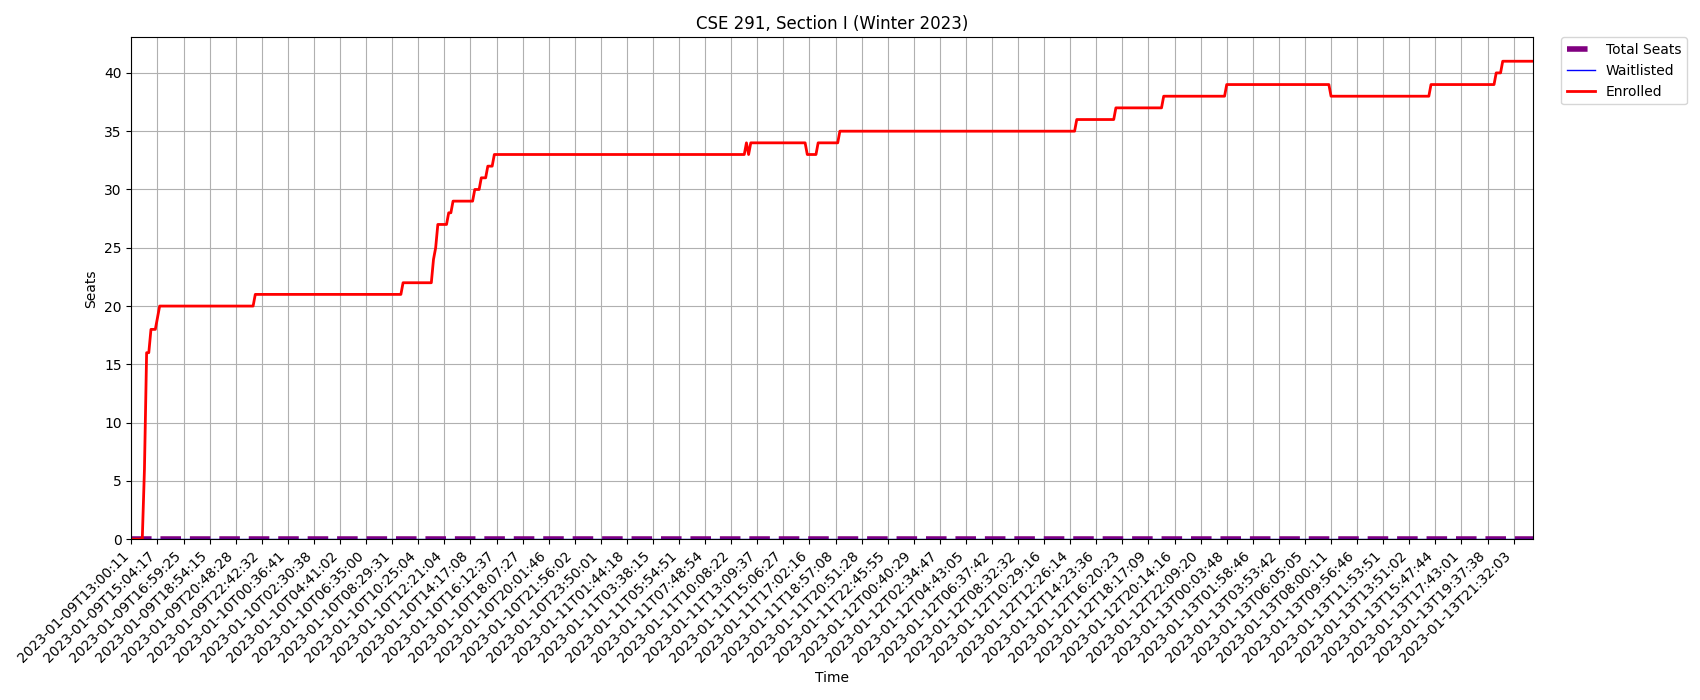 CSE 291, Section I (Winter 2023)
Total Seats
Waitlisted
Enrolled
40
35
30
25
20
15
10
5
0
Seats
2023-01-09T13:00:11
2023-01-09T15:04:17
2023-01-09T16:59:25
2023-01-09T18:54:15
2023-01-09T20:48:28
2023-01-09T22:42:32
2023-01-10T00:36:41
2023-01-10T02:30:38
2023-01-10T04:41:02
2023-01-10T06:35:00
2023-01-10T08:29:31
2023-01-10T10:25:04
2023-01-10T12:21:04
2023-01-10T14:17:08
2023-01-10T16:12:37
2023-01-10T18:07:27
2023-01-10T20:01:46
2023-01-10T21:56:02
2023-01-10T23:50:01
2023-01-11T01:44:18
2023-01-11T03:38:15
2023-01-11T05:54:51
2023-01-11T07:48:54
2023-01-11T10:08:22
2023-01-11T13:09:37
2023-01-11T15:06:27
2023-01-11T17:02:16
2023-01-11T18:57:08
2023-01-11T20:51:28
2023-01-11T22:45:55
2023-01-12T00:40:29
2023-01-12T02:34:47
2023-01-12T04:43:05
2023-01-12T06:37:42
2023-01-12T08:32:32
2023-01-12T10:29:16
2023-01-12T12:26:14
2023-01-12T14:23:36
2023-01-12T16:20:23
2023-01-12T18:17:09
2023-01-12T20:14:16
2023-01-12T22:09:20
2023-01-13T00:03:48
2023-01-13T01:58:46
2023-01-13T03:53:42
2023-01-13T06:05:05
2023-01-13T08:00:11
2023-01-13T09:56:46
2023-01-13T11:53:51
2023-01-13T13:51:02
2023-01-13T15:47:44
2023-01-13T17:43:01
2023-01-13T19:37:38
2023-01-13T21:32:03
Time